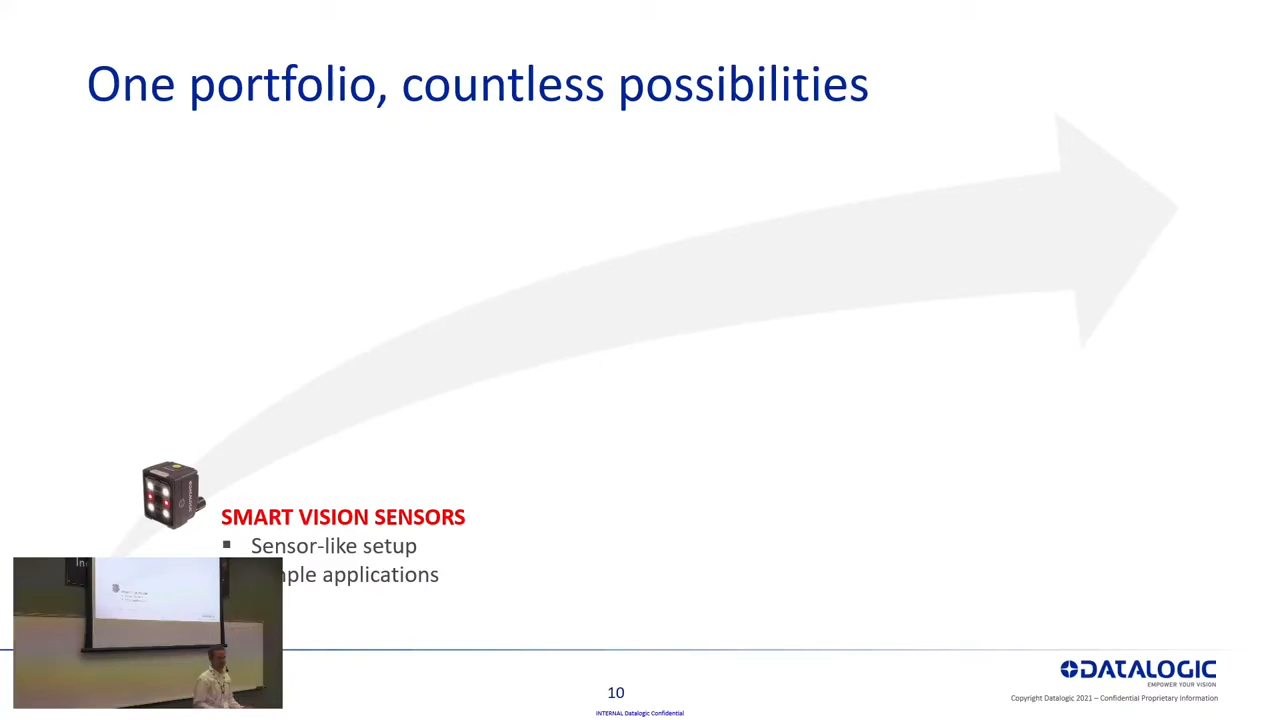 One portfolio, countless possibilities
SMART VISION SENSORS
▪ Sensor-like setup
applications
DATALOGIC
EMPOWER YOUR VISION
10
Copyright Datalogic 2021 – Confidential Proprietary Information
INTERNAL Datalogic Confidential